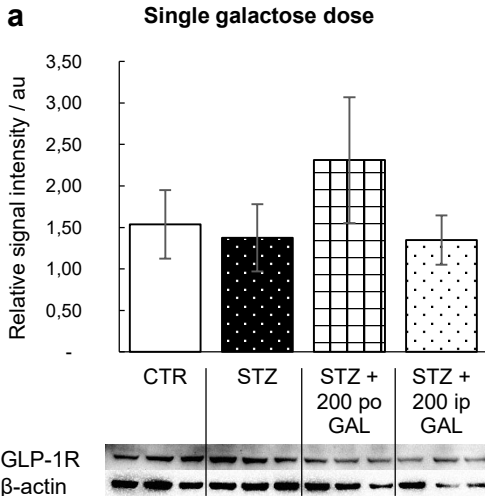 a
Single galactose dose
Relative signal intensity / au
3,50
3,00
2,50
2,00
1,50
1,00
0,50
-
CTR
STZ
STZ +
200 po
GAL
STZ +
200 ip
GAL
GLP-1R
β-actin